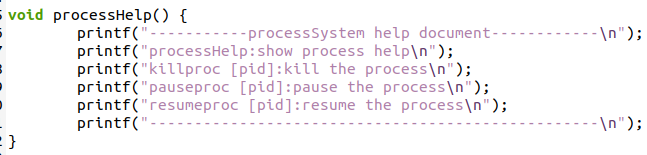 void processHelp() {
printf("-----------processSystem help document------------\n");
printf("processHelp:show process help\n");
printf("killproc [pid]:kill the process\n");
printf("pauseproc [pid]:pause the process\n");
printf("resumeproc [pid]:resume the process\n");
printf("--------------------------------------------------\n");
}